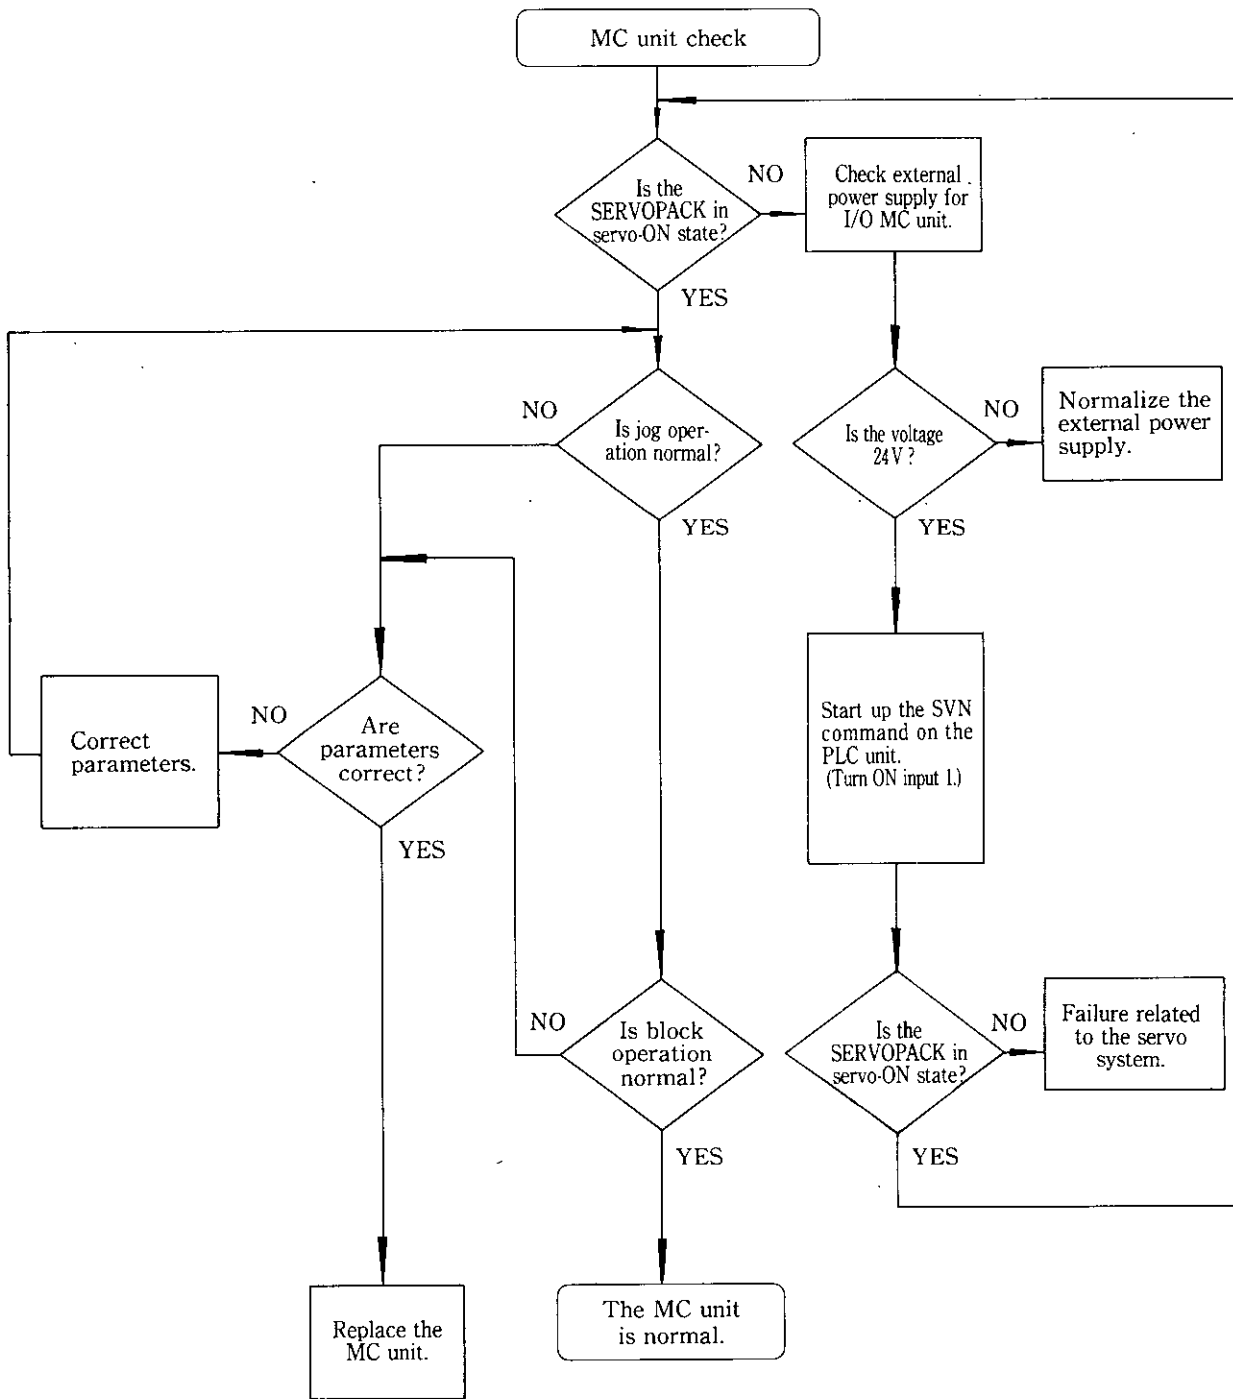 MC unit check
Is the
SERVOPACK in
servo-ON state?
NO
YES
Check external
power supply for
I/O MC unit.
Is jog oper-
ation normal?
NO
YES
Is the voltage
24V?
NO
YES
Normalize the
external power
supply.
Start up the SVN
command on the
PLC unit.
(Turn ON input 1.)
Correct
parameters.
NO
Are
parameters
correct?
YES
NO
Is block
operation
normal?
YES
Is the
SERVOPACK in
servo-ON state?
NO
YES
Failure related
to the servo
system.
Replace the
MC unit.
The MC unit
is normal.